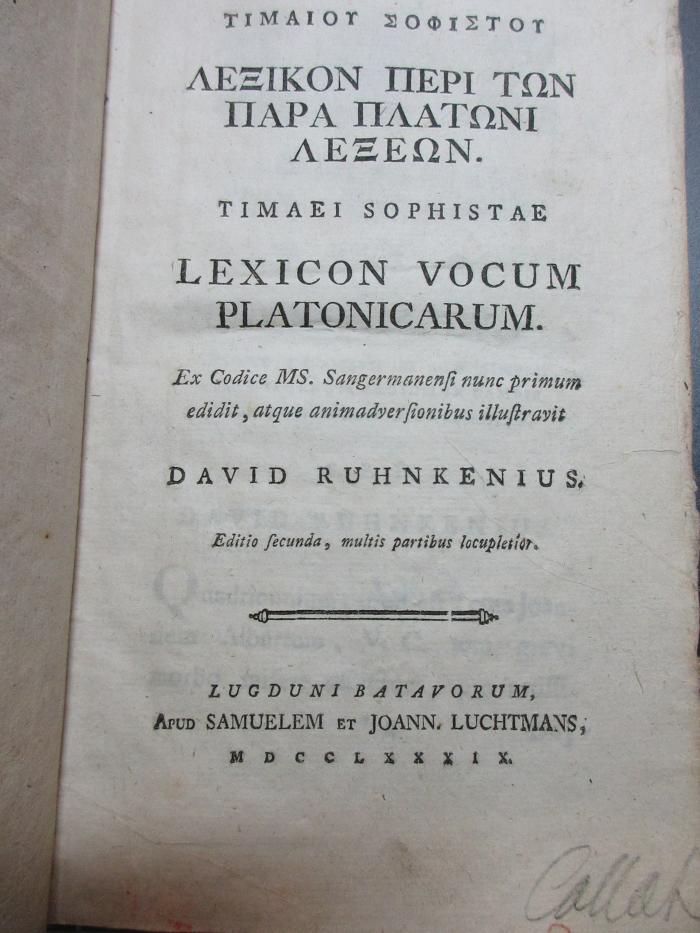 ΤΙΜΑΙΟΥ ΣΟΦΙΣΤΟΥ
ΛΕΞΙΚΟΝ ΠΕΡΙ ΤΩΝ
ΠΑΡΑ ΠΛΑΤΩΝΙ
ΛΕΞΕΩΝ.
TIMAEI SOPHISTAE
LEXICON VOCUM
PLATONICARUM.
Ex Codice MS. Sangermanenſi nunc primum
edidit, atque animadverſionibus illuſtravit
DAVID RUHNKENIUS.
Editio ſecunda, multis partibus locupletior.
LUGDUNI BATAVORUM,
APUD SAMUELEM ET JOANN. LUCHTMANS,
MDCCLXXXIX.